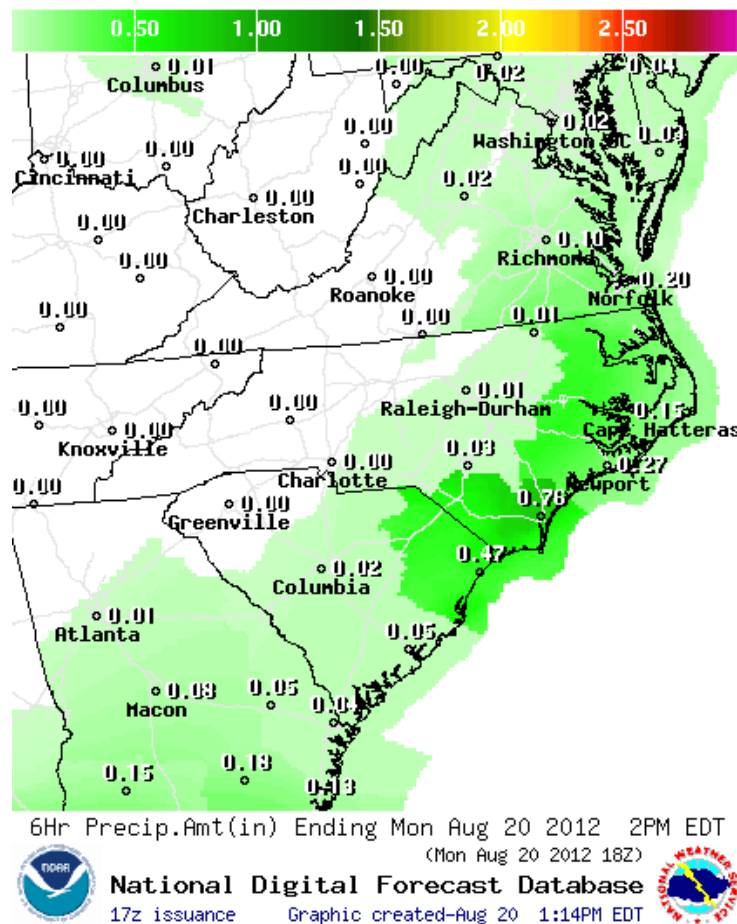 0.50 1.00 1.50 2.00 2.50
0.01
Columbus
0.00
0.02
0.04
0.02
Washington DC
0.03
0.00
0.00
Cincinnati
0.00
0.00
0.02
0.00
Charleston
0.00
0.10
Richmond
0.00
0.00
Roanoke
0.20
Norfolk
0.00
0.00
0.01
0.00
0.01
Raleigh-Durham
0.15
Cape Hatteras
0.00
0.00
Knoxville
0.00
0.03
0.00
Charlotte
0.27
Newport
0.00
0.00
Greenville
0.78
0.47
0.02
Columbia
0.01
Atlanta
0.05
0.08
Macon
0.05
0.04
0.15
0.18
0.13
6Hr Precip.Amt(in) Ending Mon Aug 20 2012 2PM EDT
(Mon Aug 20 2012 18Z)
National Digital Forecast Database
17z issuance Graphic created-Aug 20 1:14PM EDT
NOAA
NATIONAL WEATHER SERVICE